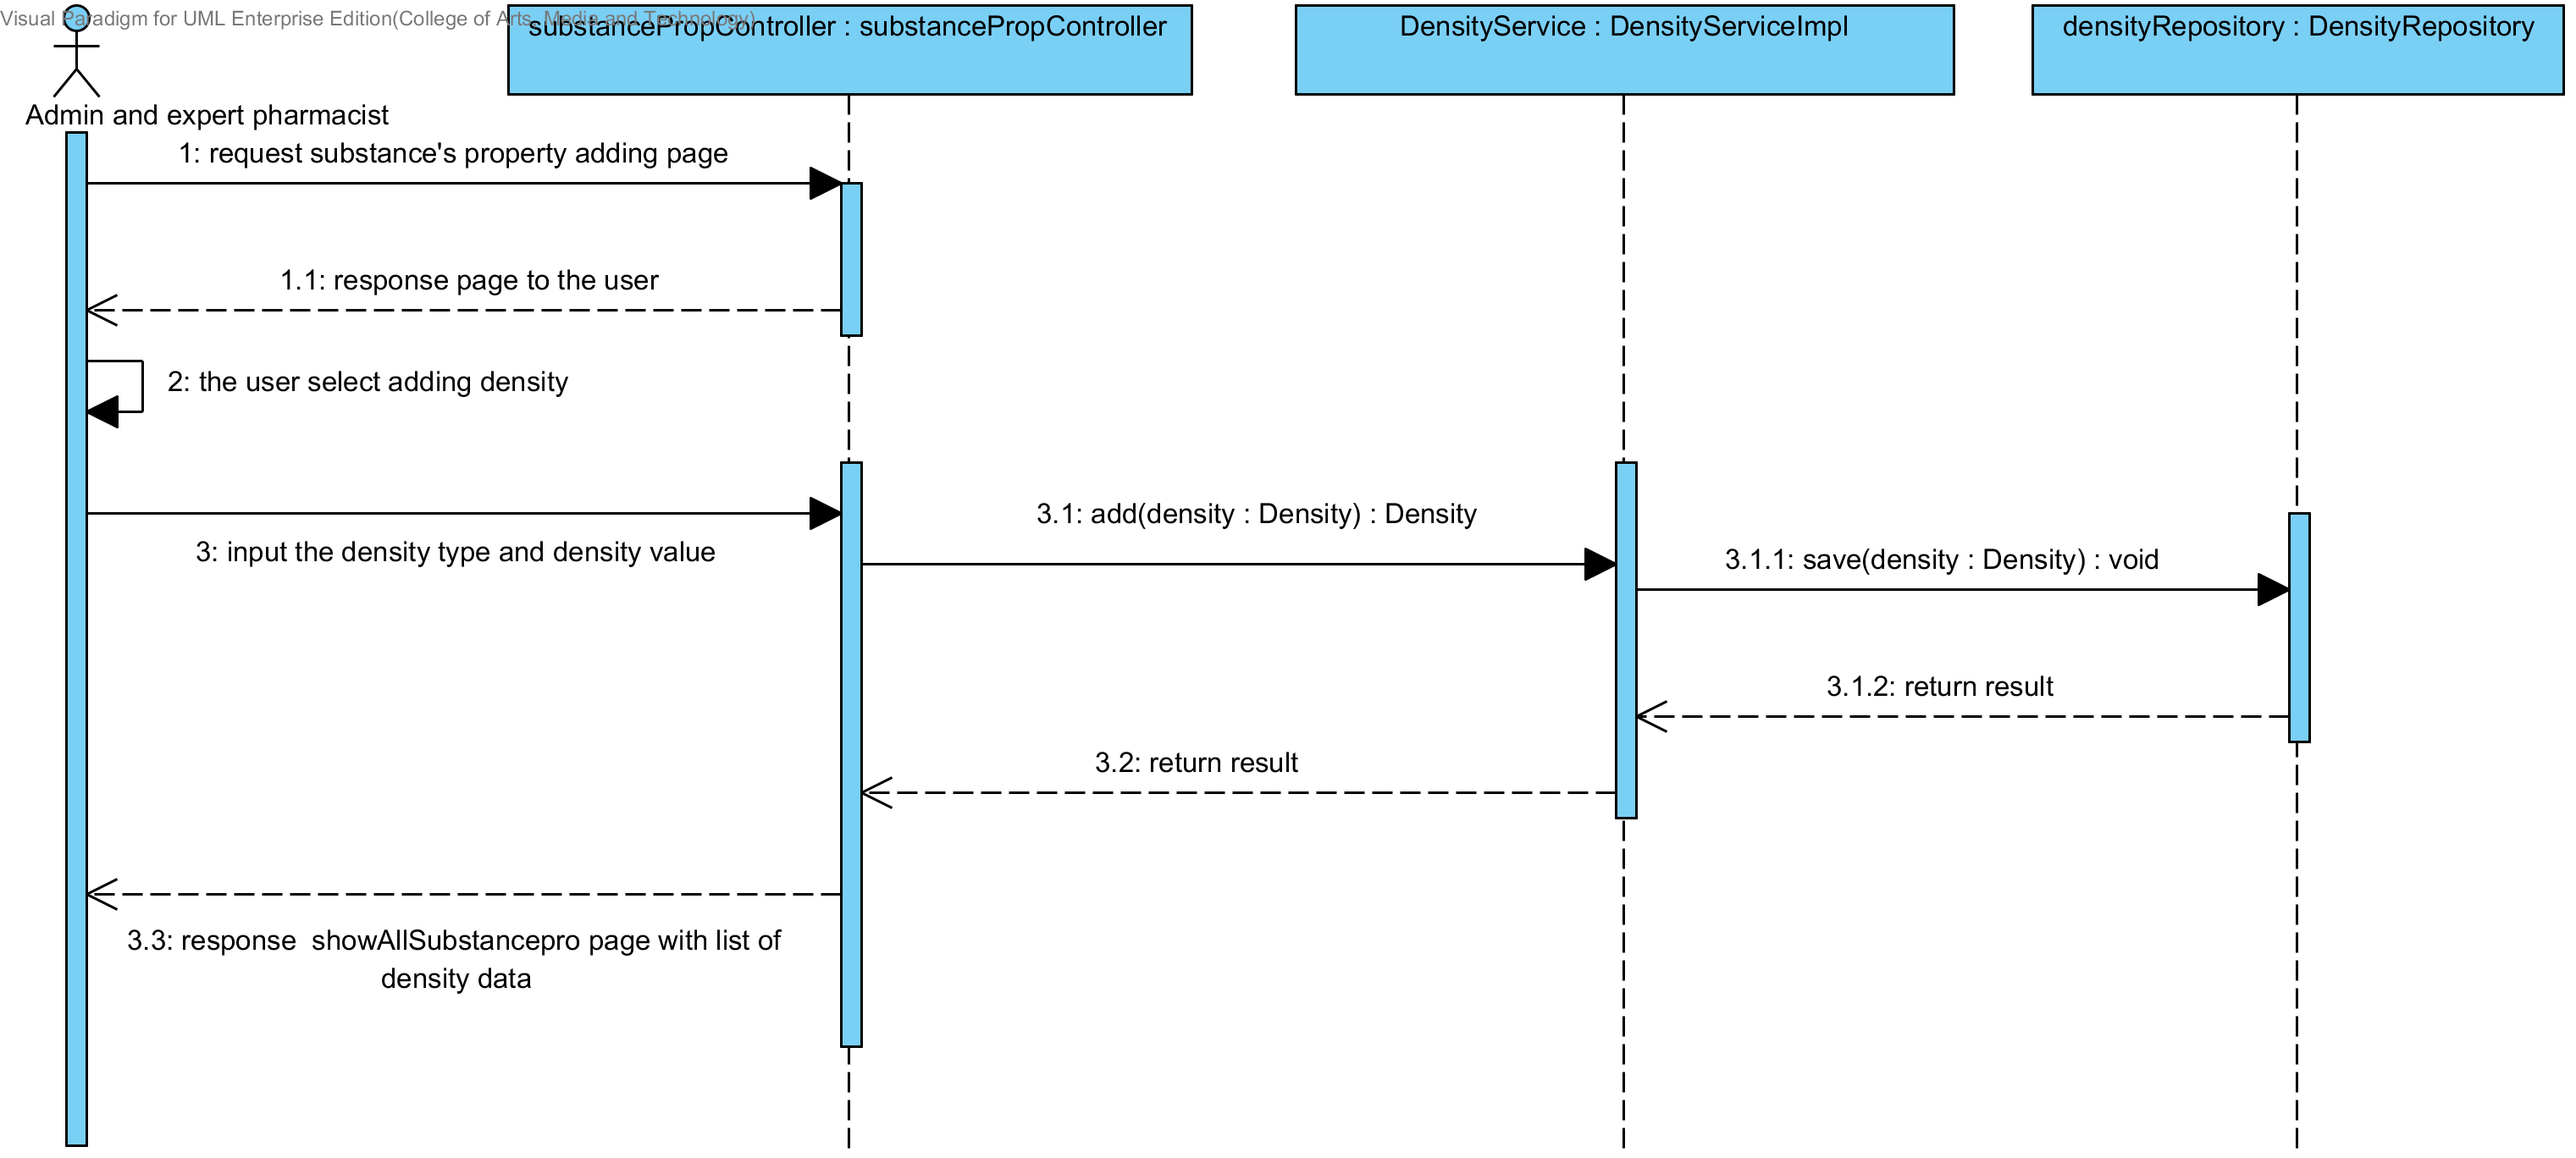 Visual Paradigm for UML Enterprise Edition(College of Arts, Media and Technology)
substancePropController : substancePropController
DensityService : DensityServiceImpl
densityRepository : DensityRepository
Admin and expert pharmacist
1: request substance's property adding page
1.1: response page to the user
2: the user select adding density
3: input the density type and density value
3.1: add(density : Density) : Density
3.1.1: save(density : Density) : void
3.1.2: return result
3.2: return result
3.3: response  showAllSubstancepro page with list of
density data